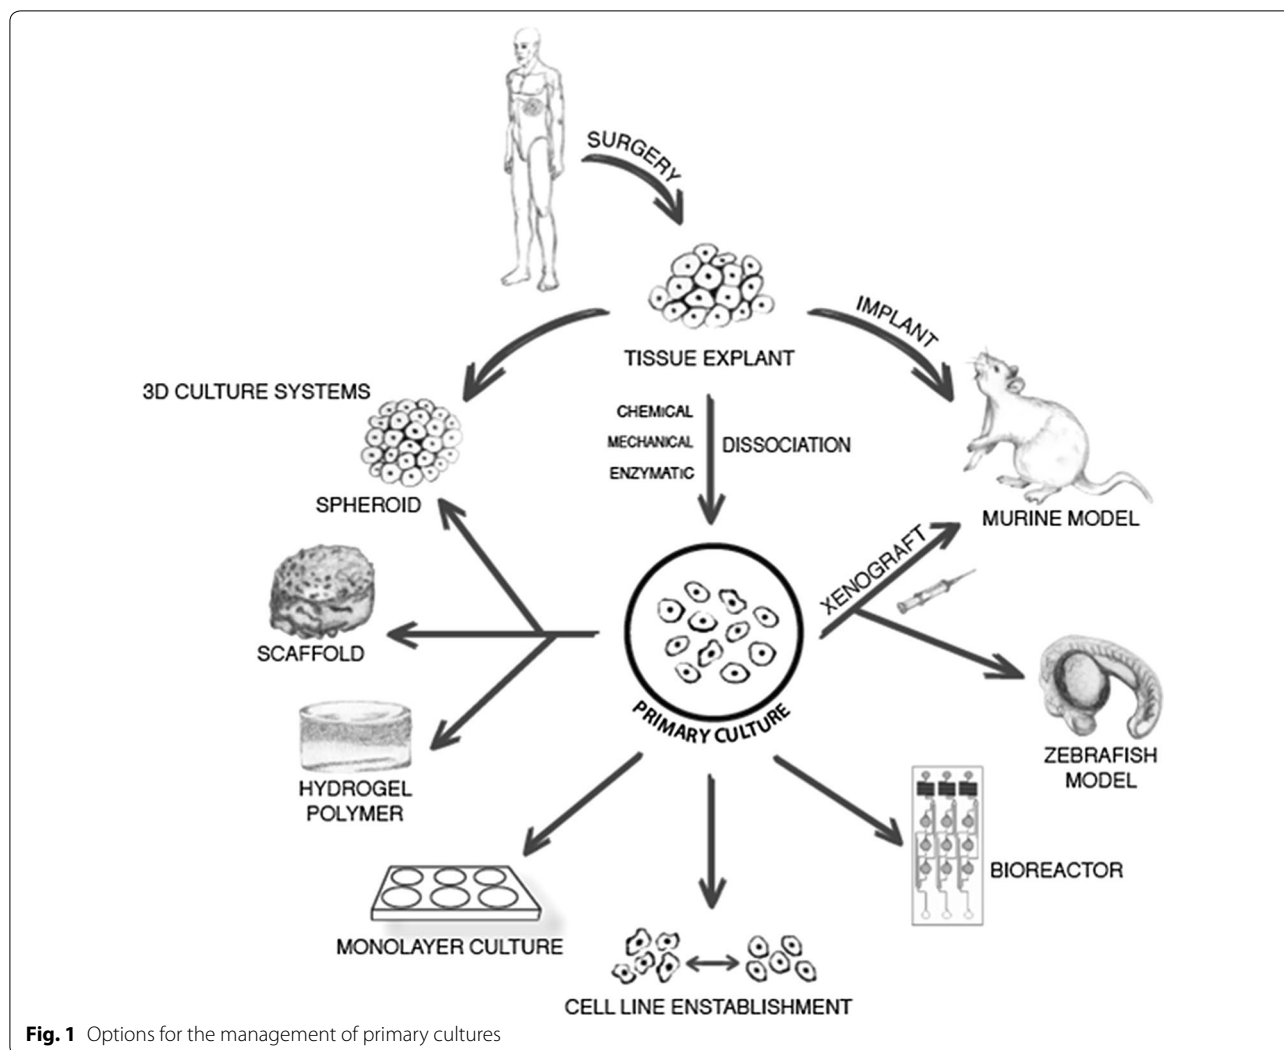 SURGERY
TISSUE EXPLANT
IMPLANT
3D CULTURE SYSTEMS
SPHEROID
CHEMICAL
MECHANICAL
ENZYMATIC
DISSOCIATION
MURINE MODEL
XENOGRAFT
SCAFFOLD
PRIMARY CULTURE
ZEBRAFISH
MODEL
HYDROGEL
POLYMER
BIOREACTOR
MONOLAYER CULTURE
CELL LINE ENSTABLISHMENT
Fig. 1 Options for the management of primary cultures